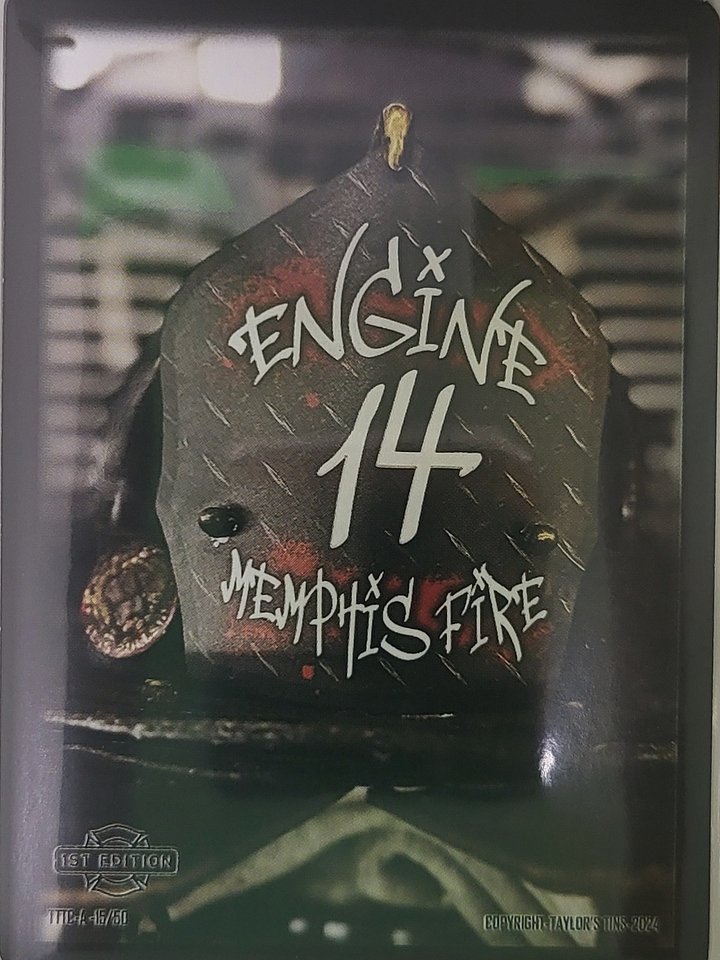 ENGiNE
14
MEMPHiS FiRE
1ST EDITION
TTTC-A -15/50
COPYRIGHT-TAYLOR'S TINS-2024